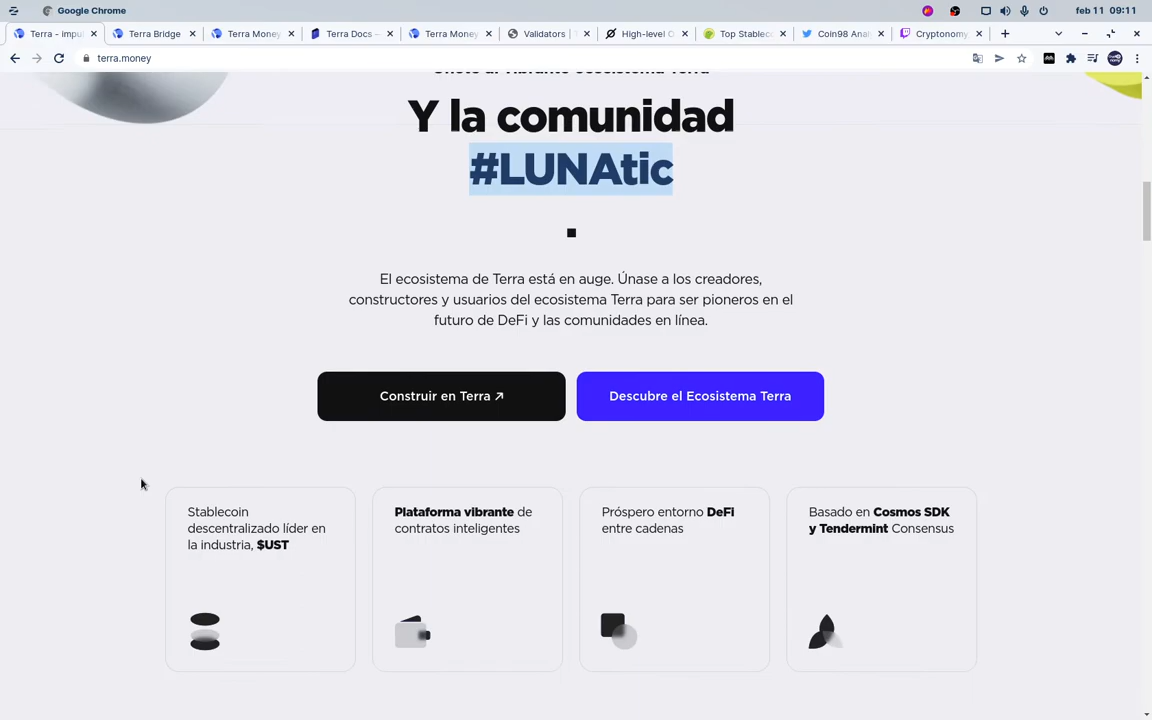 Google Chrome
feb 11 09:11
Terra - impu
Terra Bridge
Terra Money
Terra Docs –
Terra Money
Validators | T
High-level O
Top Stableco
Coin98 Ana
Cryptonomy
terra.money
Y la comunidad
#LUNAtic
El ecosistema de Terra está en auge. Únase a los creadores,
constructores y usuarios del ecosistema Terra para ser pioneros en el
futuro de DeFi y las comunidades en línea.
Construir en Terra ↗
Descubre el Ecosistema Terra
Stablecoin
descentralizado líder en
la industria, $UST
Plataforma vibrante de
contratos inteligentes
Próspero entorno DeFi
entre cadenas
Basado en Cosmos SDK
y Tendermint Consensus